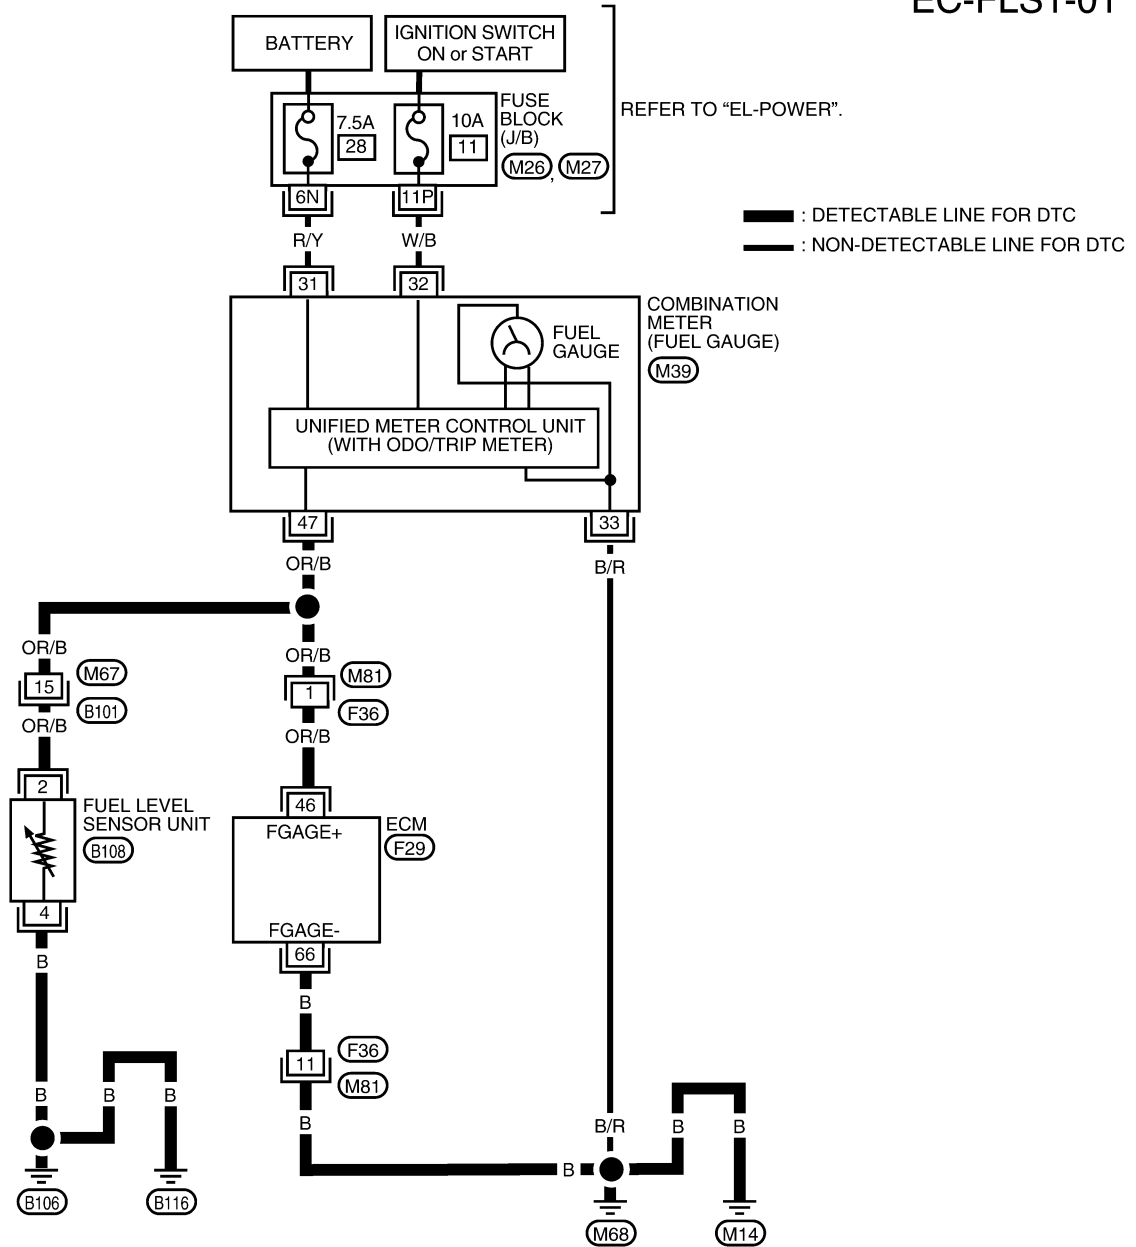 EC-FLS1-01
BATTERY
IGNITION SWITCH
ON or START
FUSE
BLOCK
(J/B)
M26, M27
7.5A
28
10A
11
REFER TO “EL-POWER”.
6N
11P
R/Y
W/B
: DETECTABLE LINE FOR DTC
: NON-DETECTABLE LINE FOR DTC
31
32
COMBINATION
METER
(FUEL GAUGE)
M39
FUEL
GAUGE
UNIFIED METER CONTROL UNIT
(WITH ODO/TRIP METER)
47
33
OR/B
B/R
OR/B
OR/B
15
M67
B101
1
M81
F36
OR/B
OR/B
2
46
FUEL LEVEL
SENSOR UNIT
B108
FGAGE+
ECM
F29
4
FGAGE-
66
B
B
11
F36
M81
B
B
B
B
B/R
B
B
B
B106
B116
M68
M14